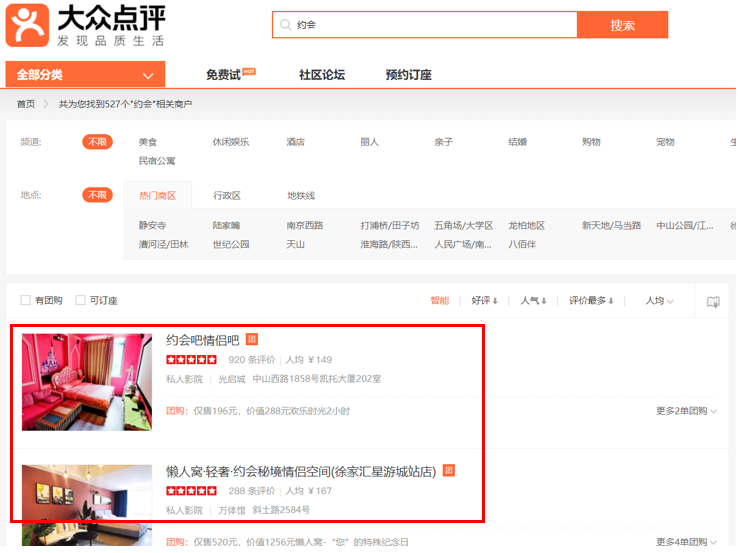 大众点评
发现品质生活
约会
搜索
全部分类
免费试 HOT
社区论坛
预约订座
首页
共为您找到527个"约会"相关商户
频道:
不限
美食 休闲娱乐 酒店 丽人 亲子 结婚 购物 宠物
民宿公寓
地点:
不限
热门商区 行政区 地铁线
静安寺 陆家嘴 南京西路 打浦桥/田子坊 五角场/大学区 龙柏地区 新天地/马当路 中山公园/江...
漕河泾/田林 世纪公园 天山 淮海路/陕西... 人民广场/南... 八佰伴
有团购 可订座
智能 好评 人气 评价最多 人均
约会吧情侣吧 团
920 条评价 人均 ¥149
私人影院 光启城 中山西路1858号凯托大厦202室
团购: 仅售196元，价值288元欢乐时光2小时
更多2单团购
懒人窝·轻奢·约会秘境情侣空间(徐家汇星游城站店) 团
288 条评价 人均 ¥167
私人影院 万体馆 斜土路2584号
团购: 仅售520元，价值1256元懒人窝-“您”的特殊纪念日
更多4单团购